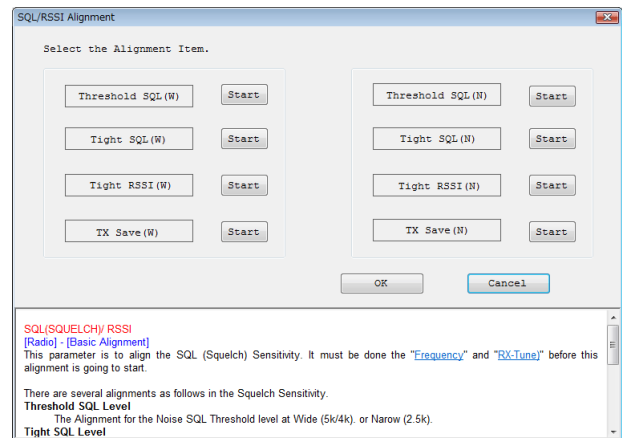 SQL/RSSI Alignment
Select the Alignment Item.
Threshold SQL(W) Start Threshold SQL(N) Start
Tight SQL(W) Start Tight SQL(N) Start
Tight RSSI(W) Start Tight RSSI(N) Start
TX Save(W) Start TX Save(N) Start
OK Cancel
SQL(SQUELCH)/ RSSI
[Radio] - [Basic Alignment]
This parameter is to align the SQL (Squelch) Sensitivity. It must be done the "Frequency" and "RX-Tune)" before this
alignment is going to start.
There are several alignments as follows in the Squelch Sensitivity.
Threshold SQL Level
The Alignment for the Noise SQL Threshold level at Wide (5k/4k). or Narow (2.5k).
Tight SQL Level